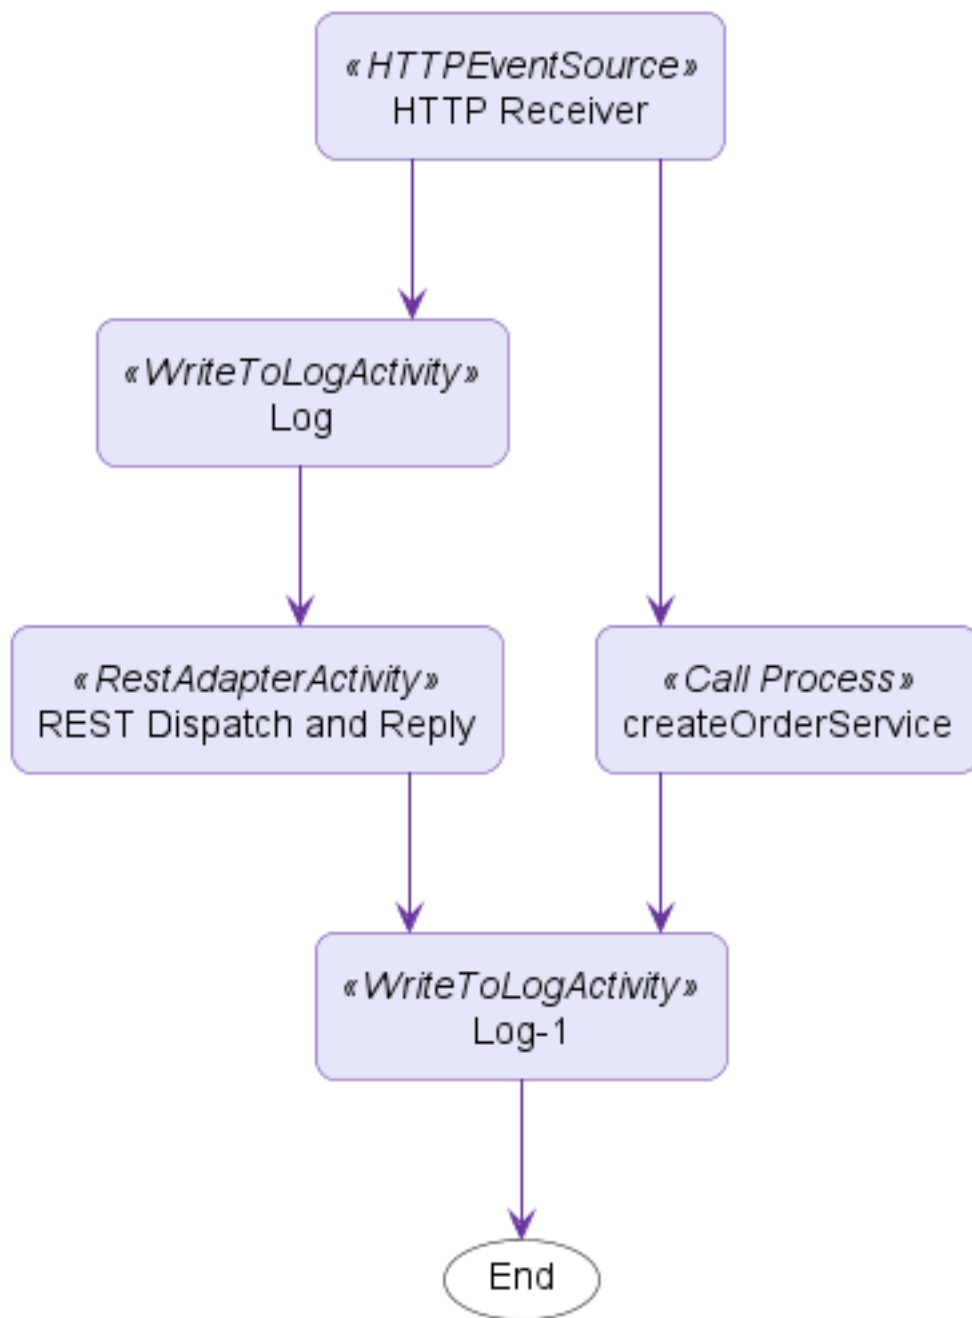 «HTTPEventSource»
HTTP Receiver
«WriteToLogActivity»
Log
«RestAdapterActivity»
REST Dispatch and Reply
«Call Process»
createOrderService
«WriteToLogActivity»
Log-1
End